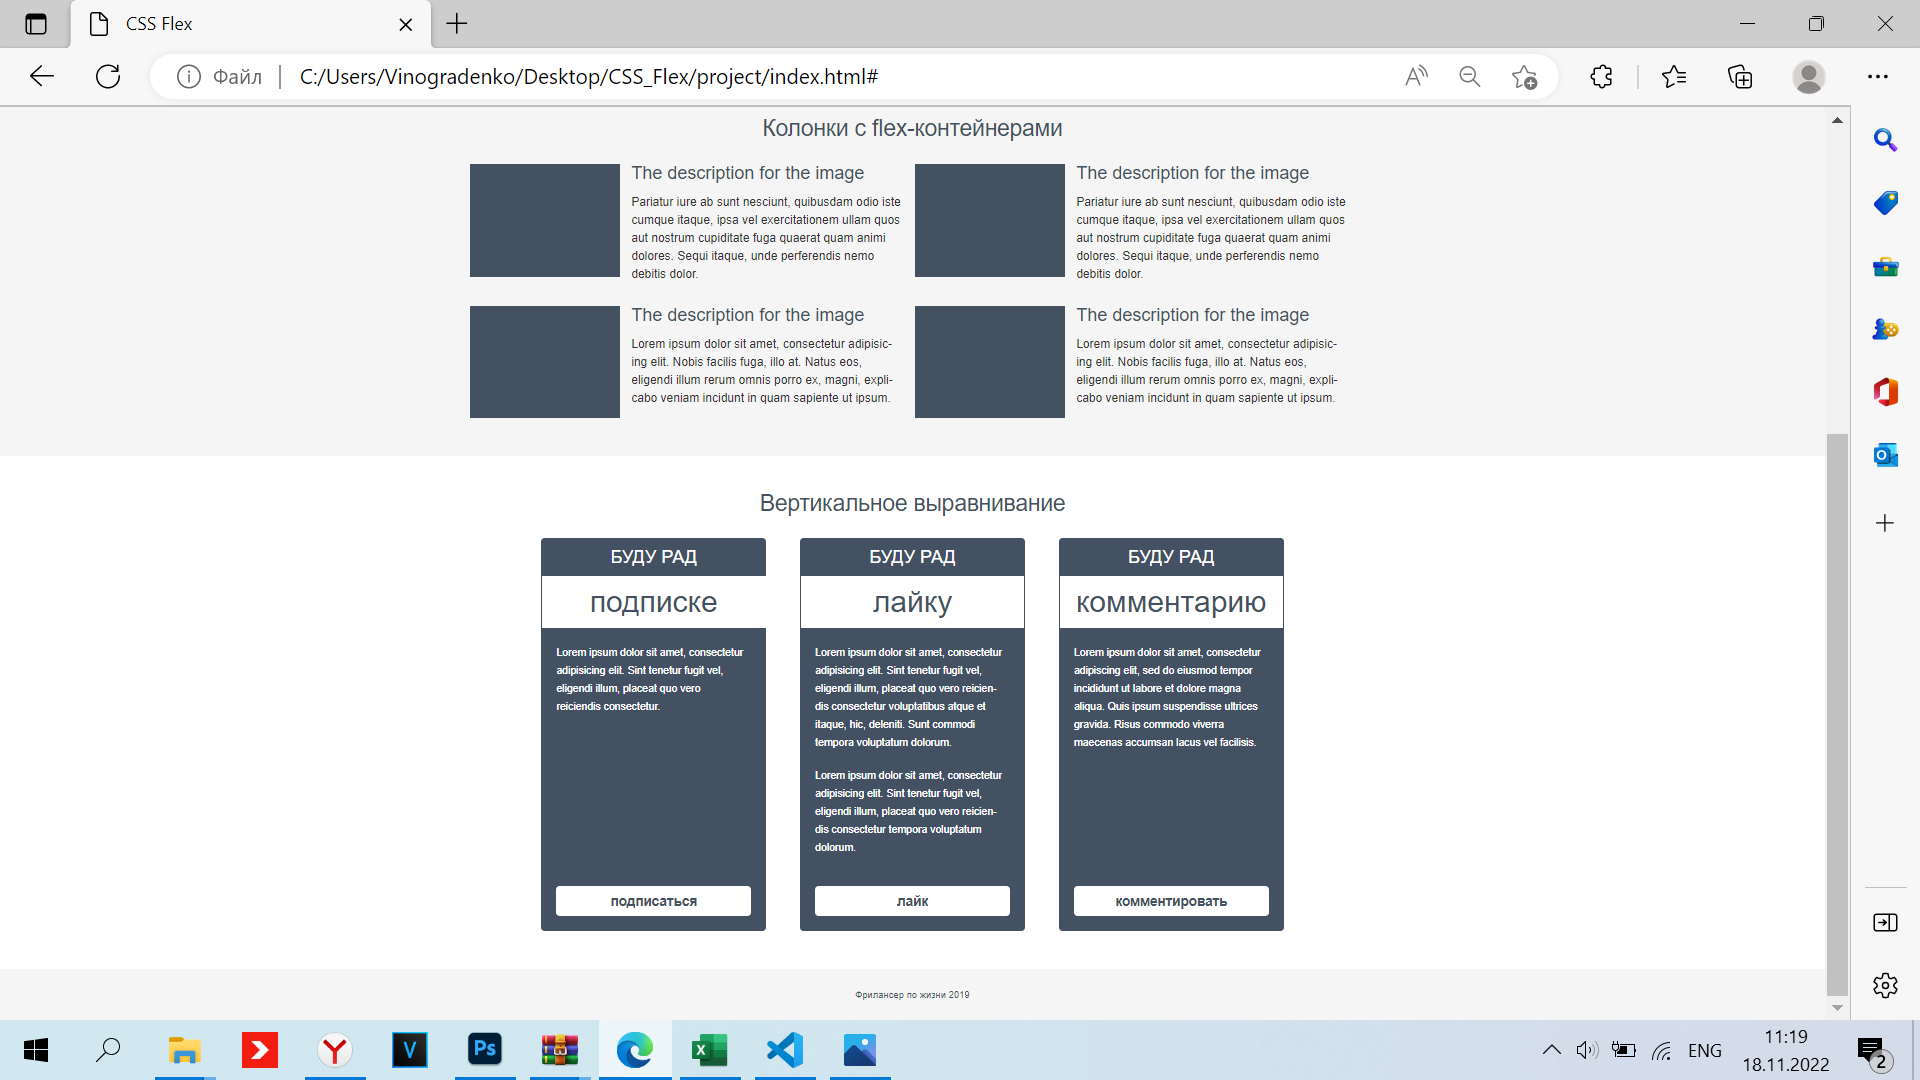 CSS Flex
Файл
C:/Users/Vinogradenko/Desktop/CSS_Flex/project/index.html#
Колонки с flex-контейнерами
The description for the image
Pariatur iure ab sunt nesciunt, quibusdam odio iste
cumque itaque, ipsa vel exercitationem ullam quos
aut nostrum cupiditate fuga quaerat quam animi
dolores. Sequi itaque, unde perferendis nemo
debitis dolor.
The description for the image
Pariatur iure ab sunt nesciunt, quibusdam odio iste
cumque itaque, ipsa vel exercitationem ullam quos
aut nostrum cupiditate fuga quaerat quam animi
dolores. Sequi itaque, unde perferendis nemo
debitis dolor.
The description for the image
Lorem ipsum dolor sit amet, consectetur adipisic-
ing elit. Nobis facilis fuga, illo at. Natus eos,
eligendi illum rerum omnis porro ex, magni, expli-
cabo veniam incidunt in quam sapiente ut ipsum.
The description for the image
Lorem ipsum dolor sit amet, consectetur adipisic-
ing elit. Nobis facilis fuga, illo at. Natus eos,
eligendi illum rerum omnis porro ex, magni, expli-
cabo veniam incidunt in quam sapiente ut ipsum.
Вертикальное выравнивание
БУДУ РАД
подписке
Lorem ipsum dolor sit amet, consectetur
adipisicing elit. Sint tenetur fugit vel,
eligendi illum, placeat quo vero
reiciendis consectetur.
подписаться
БУДУ РАД
лайку
Lorem ipsum dolor sit amet, consectetur
adipisicing elit. Sint tenetur fugit vel,
eligendi illum, placeat quo vero reicien-
dis consectetur voluptatibus atque et
itaque, hic, deleniti. Sunt commodi
tempora voluptatum dolorum.
Lorem ipsum dolor sit amet, consectetur
adipisicing elit. Sint tenetur fugit vel,
eligendi illum, placeat quo vero reicien-
dis consectetur tempora voluptatum
dolorum.
лайк
БУДУ РАД
комментарию
Lorem ipsum dolor sit amet, consectetur
adipiscing elit, sed do eiusmod tempor
incididunt ut labore et dolore magna
aliqua. Quis ipsum suspendisse ultrices
gravida. Risus commodo viverra
maecenas accumsan lacus vel facilisis.
комментировать
Фрилансер по жизни 2019
ENG
11:19
18.11.2022
2